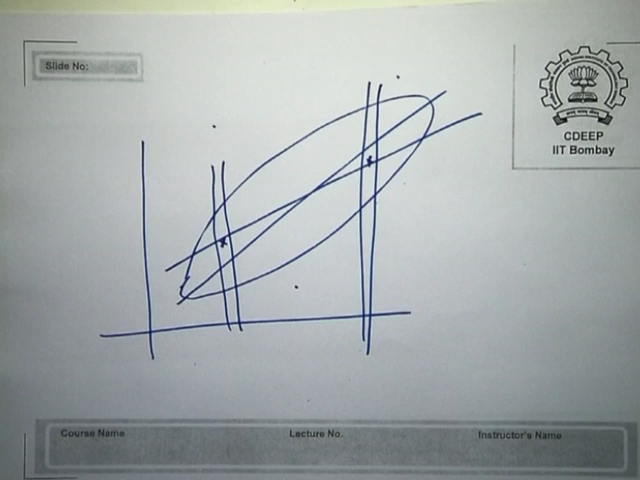 Slide No:
CDEEP
IIT Bombay
Course Name
Lecture No.
Instructor's Name